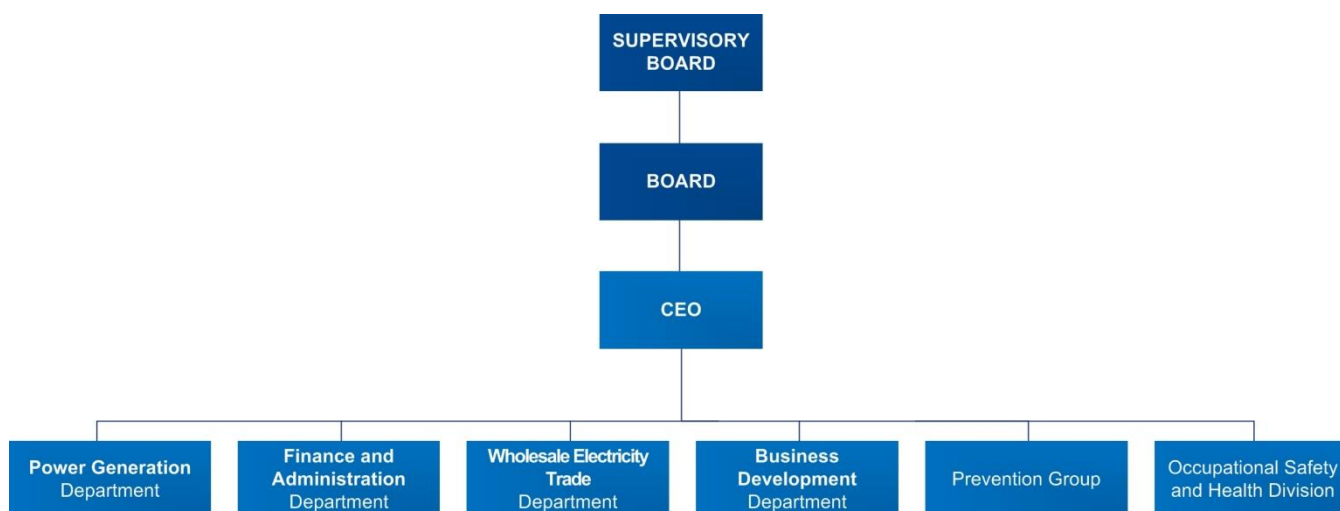 SUPERVISORY
BOARD
BOARD
CEO
Power Generation
Department
Finance and
Administration
Department
Wholesale Electricity
Trade
Department
Business
Development
Department
Prevention Group
Occupational Safety
and Health Division